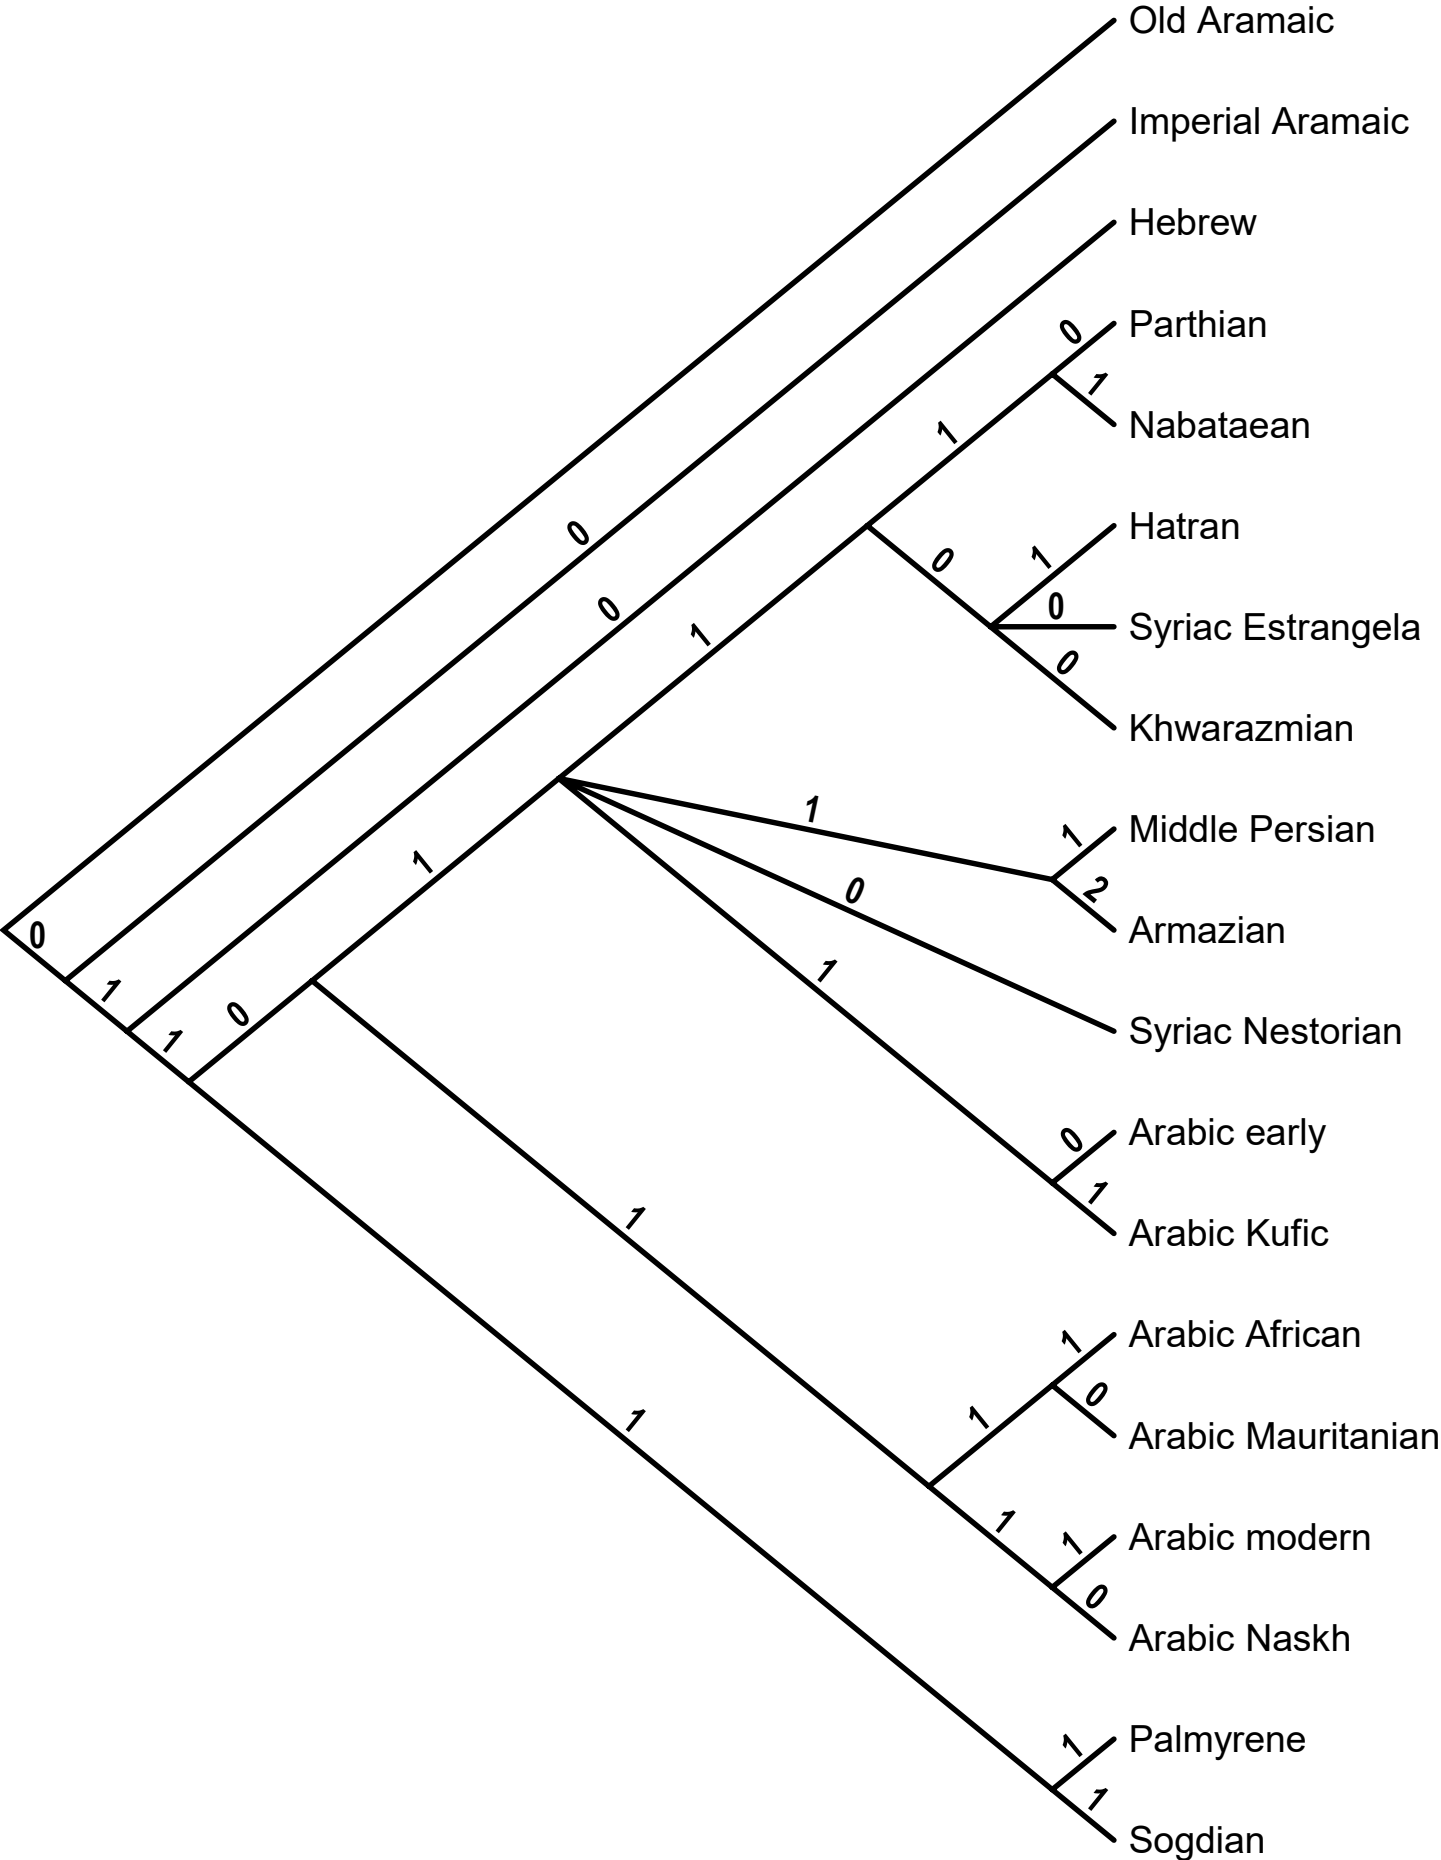 Old Aramaic
Imperial Aramaic
Hebrew
0 Parthian
1
1 Nabataean
0
1 Hatran
0
0 Syriac Estrangela
0
1
0 Khwarazmian
1
1 Middle Persian
1
0
2 Armazian
0
1
1
0
1
Syriac Nestorian
0 Arabic early
1
1 Arabic Kufic
1
1 Arabic African
0
1
1
Arabic Mauritanian
1
1 Arabic modern
0
Arabic Naskh
1 Palmyrene
1
Sogdian